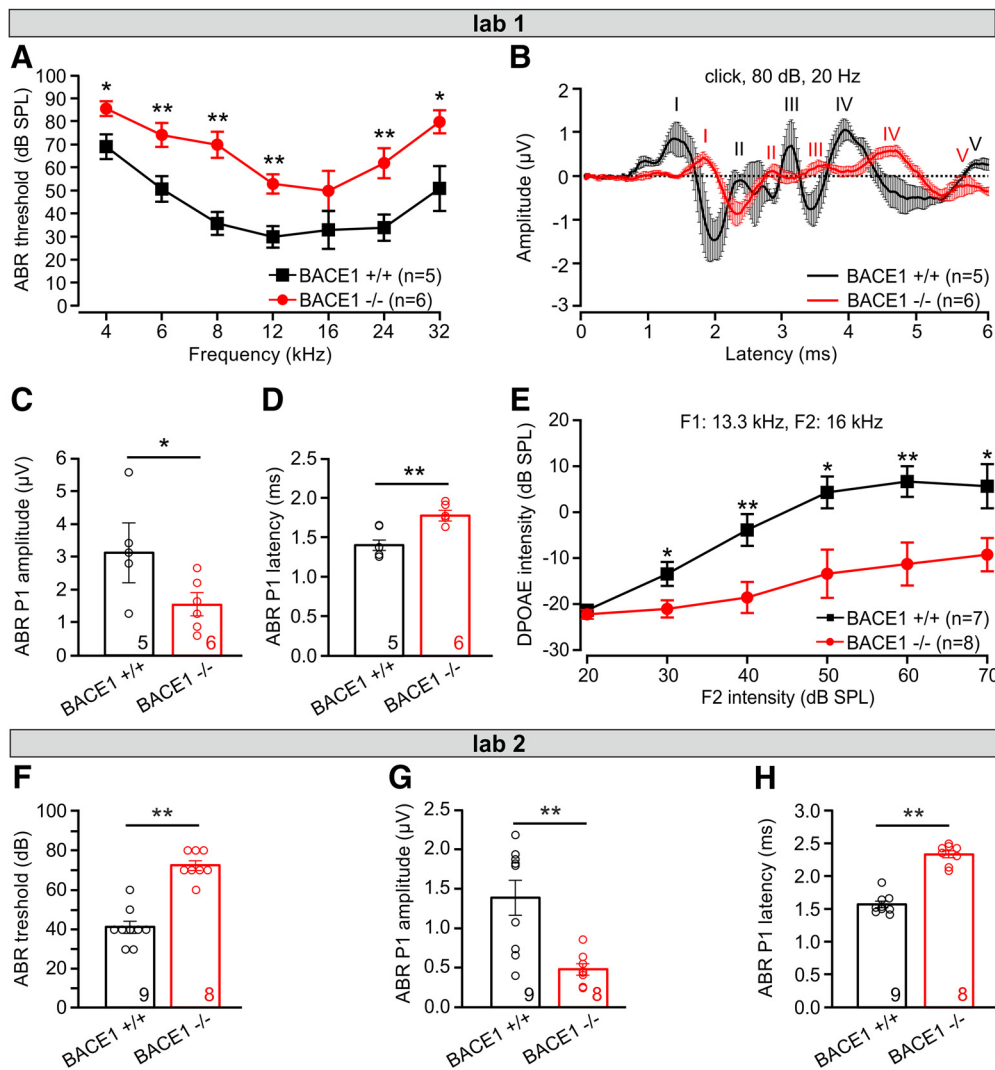 lab 1
A
ABR threshold (dB SPL)
100
90
80
70
60
50
40
30
20
10
0
* ** ** ** ** *
BACE1 +/+ (n=5)
BACE1 -/- (n=6)
4 6 8 12 16 24 32
Frequency (kHz)
B
click, 80 dB, 20 Hz
Amplitude (µV)
2
1
0
-1
-2
-3
I II III IV V
I II III IV V
BACE1 +/+ (n=5)
BACE1 -/- (n=6)
0 1 2 3 4 5 6
Latency (ms)
C
ABR P1 amplitude (µV)
6
5
4
3
2
1
0
*
5 6
BACE1 +/+
BACE1 -/-
D
ABR P1 latency (ms)
2.5
2.0
1.5
1.0
0.5
0.0
**
5 6
BACE1 +/+
BACE1 -/-
E
F1: 13.3 kHz, F2: 16 kHz
DPOAE intensity (dB SPL)
20
10
0
-10
-20
-30
* ** * ** *
BACE1 +/+ (n=7)
BACE1 -/- (n=8)
20 30 40 50 60 70
F2 intensity (dB SPL)
lab 2
F
ABR treshold (dB)
100
80
60
40
20
0
**
9
BACE1 +/+
BACE1 -/-
G
ABR P1 amplitude (µV)
2.5
2.0
1.5
1.0
0.5
0.0
**
9
BACE1 +/+
BACE1 -/-
H
ABR P1 latency (ms)
3.0
2.5
2.0
1.5
1.0
0.5
0.0
**
9
BACE1 +/+
BACE1 -/-